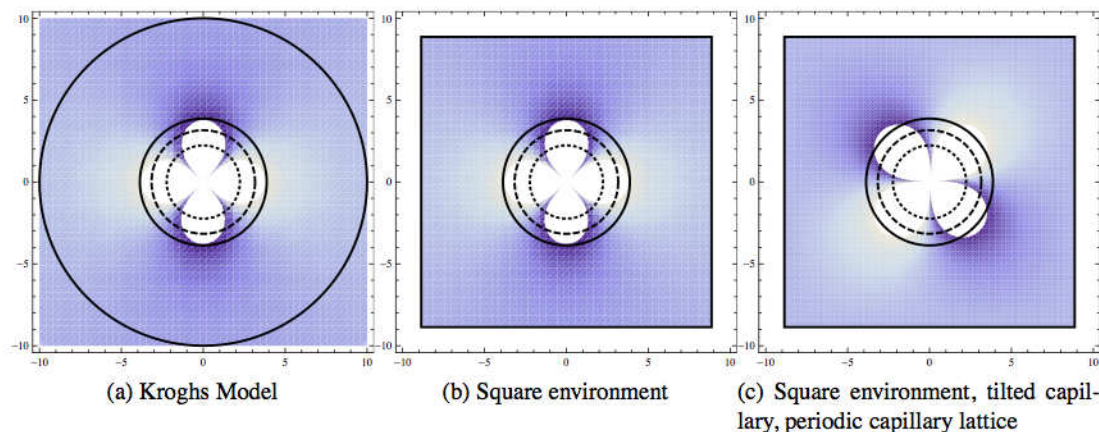 10
5
0
−5
−10
−10 −5 0 5 10
(a) Kroghs Model
10
5
0
−5
−10
−10 −5 0 5 10
(b) Square environment
10
5
0
−5
−10
−10 −5 0 5 10
(c) Square environment, tilted capil-
lary, periodic capillary lattice